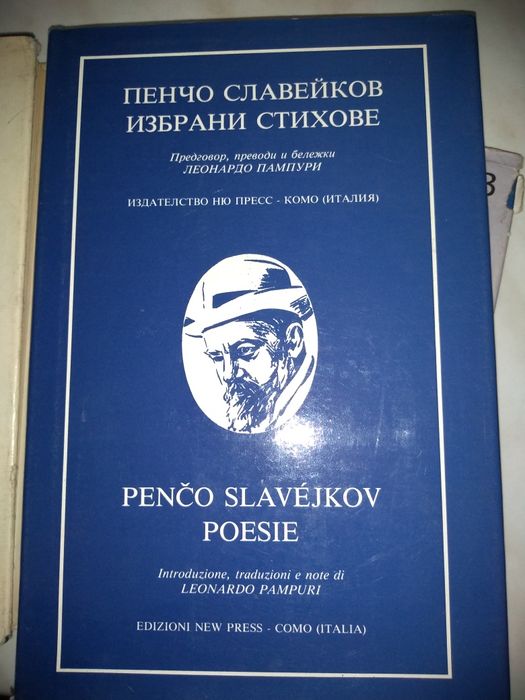 ПЕНЧО СЛАВЕЙКОВ
ИЗБРАНИ СТИХОВЕ
Предговор, преводи и бележки
ЛЕОНАРДО ПАМПУРИ
ИЗДАТЕЛСТВО НЮ ПРЕСС - КОМО (ИТАЛИЯ)
PENČO SLAVÉJKOV
POESIE
Introduzione, traduzioni e note di
LEONARDO PAMPURI
EDIZIONI NEW PRESS - COMO (ITALIA)